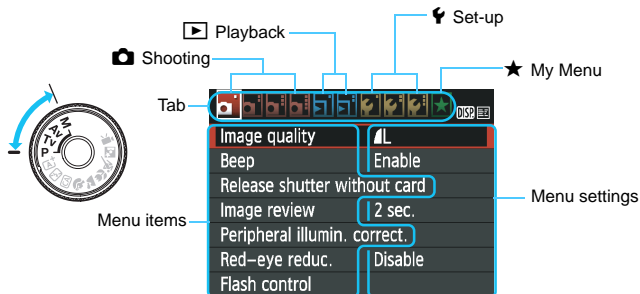 Playback
Set-up
Shooting
My Menu
Tab
DISP.
Image quality L
Beep Enable
Release shutter without card
Image review 2 sec.
Peripheral illumin. correct.
Red-eye reduc. Disable
Flash control
Menu items
Menu settings
M
Av
Tv
P